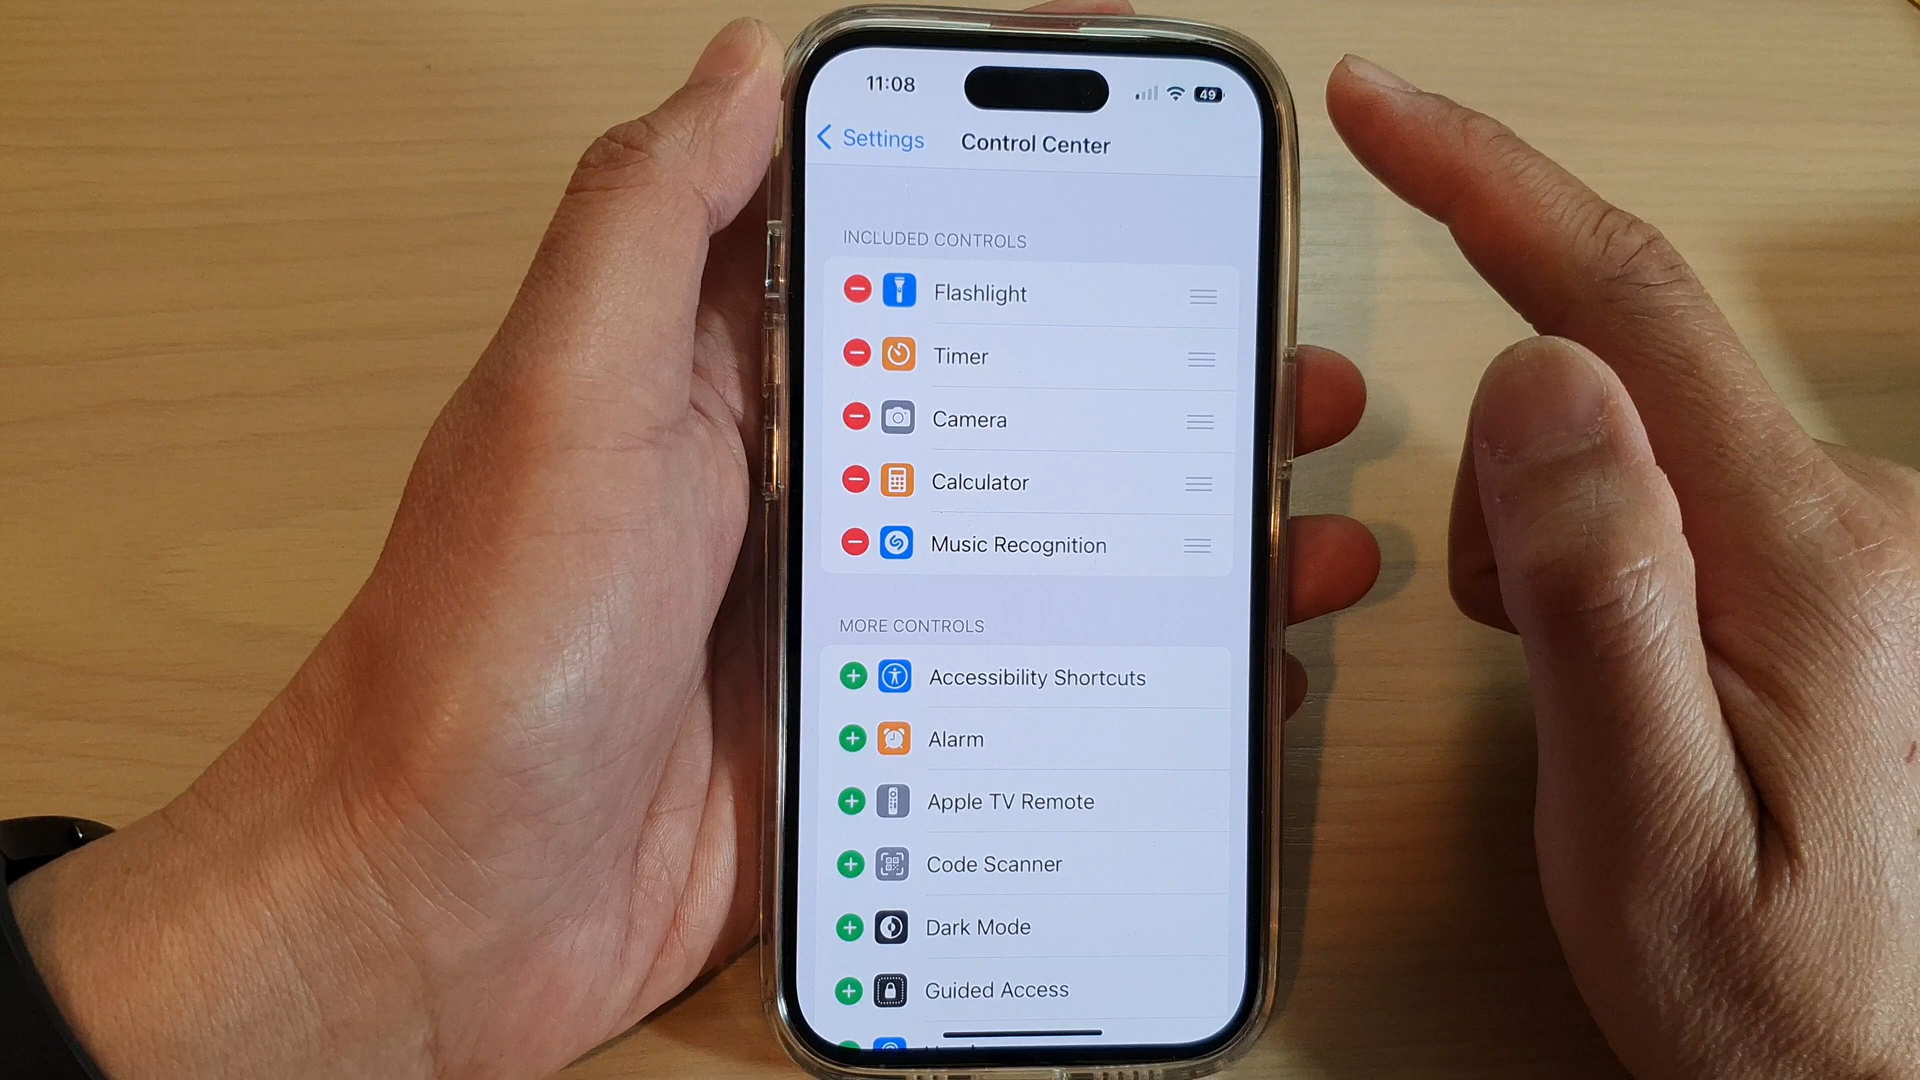 11:08
49
Settings
Control Center
INCLUDED CONTROLS
Flashlight
Timer
Camera
Calculator
Music Recognition
MORE CONTROLS
Accessibility Shortcuts
Alarm
Apple TV Remote
Code Scanner
Dark Mode
Guided Access